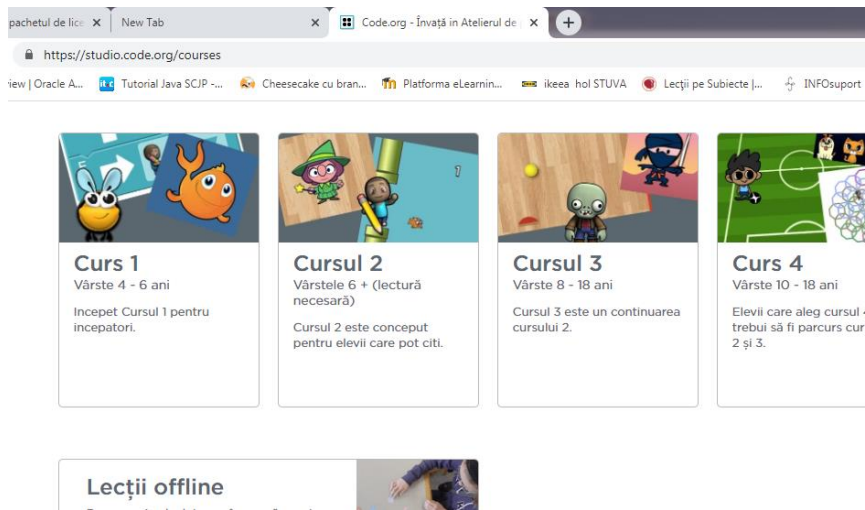 pachetul de lice
New Tab
Code.org - Învață în Atelierul de
https://studio.code.org/courses
iew | Oracle A...
Tutorial Java SCJP -...
Cheesecake cu bran...
Platforma eLearnin...
ikeea hol STUVA
Lecţii pe Subiecte |...
INFOsuport
1
Curs 1
Vârste 4 - 6 ani
Incepet Cursul 1 pentru
incepatori.
Cursul 2
Vârstele 6 + (lectură
necesară)
Cursul 2 este conceput
pentru elevii care pot citi.
Cursul 3
Vârste 8 - 18 ani
Cursul 3 este un continuarea
cursului 2.
Curs 4
Vârste 10 - 18 ani
Elevii care aleg cursul
trebui să fi parcurs cur
2 și 3.
Lecții offline